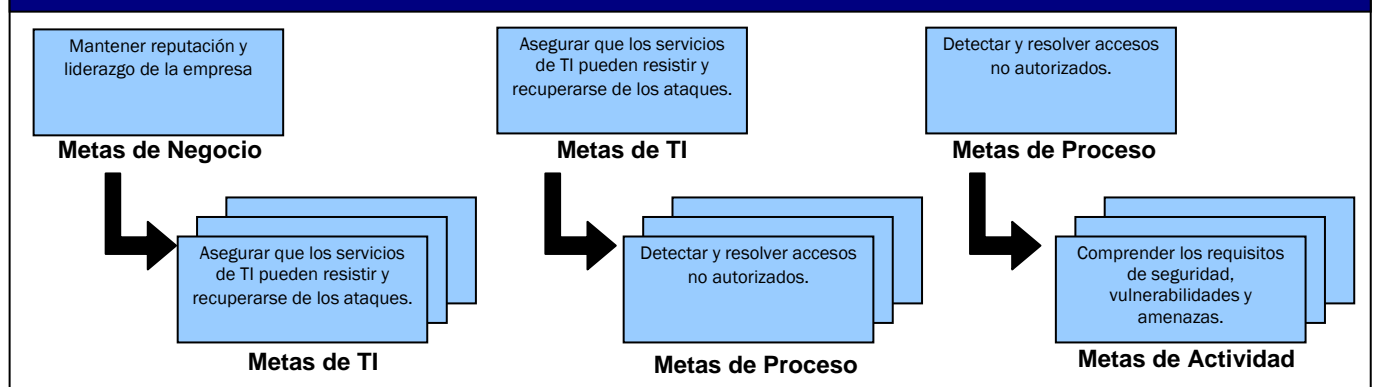 Mantener reputación y
liderazgo de la empresa
Metas de Negocio
Asegurar que los servicios
de TI pueden resistir y
recuperarse de los ataques.
Metas de TI
Asegurar que los servicios
de TI pueden resistir y
recuperarse de los ataques.
Metas de TI
Detectar y resolver accesos
no autorizados.
Metas de Proceso
Detectar y resolver accesos
no autorizados.
Metas de Proceso
Comprender los requisitos
de seguridad,
vulnerabilidades y
amenazas.
Metas de Actividad